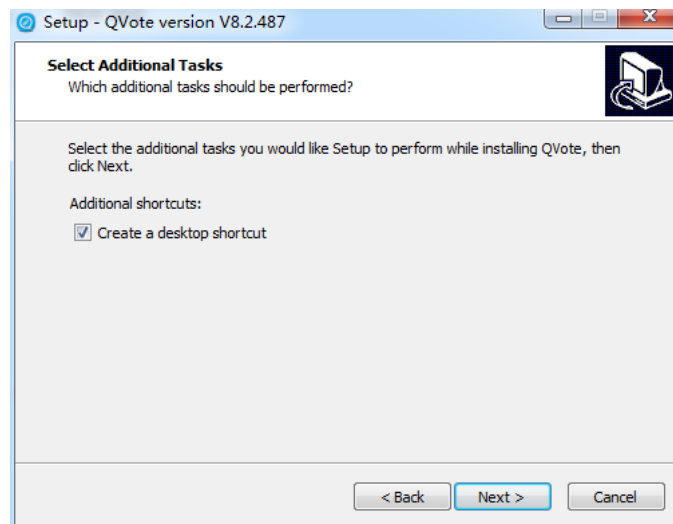 Setup - QVote version V8.2.487
Select Additional Tasks
Which additional tasks should be performed?
Select the additional tasks you would like Setup to perform while installing QVote, then
click Next.
Additional shortcuts:
Create a desktop shortcut
< Back
Next >
Cancel